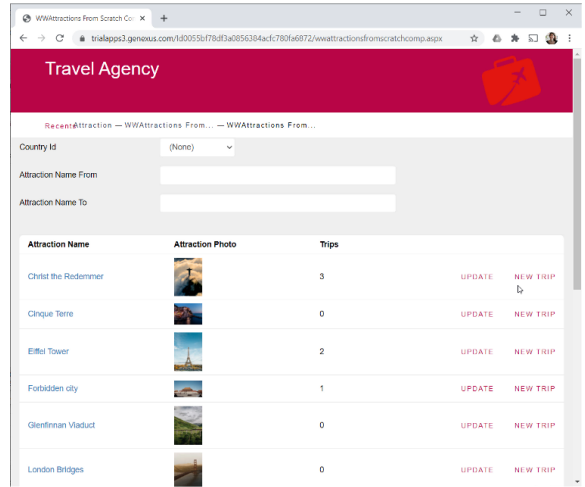 WWAttractions From Scratch Co
trialapps3.genexus.com/Id0055bf78df3a0856384acfc780fa6872/wwattractionsfromscratchcomp.aspx
Travel Agency
Recents Attraction — WWAttractions From... — WWAttractions From...
Country Id (None)
Attraction Name From
Attraction Name To
Attraction Name Attraction Photo Trips
Christ the Redemmer 3 UPDATE NEW TRIP
Cinque Terre 0 UPDATE NEW TRIP
Eiffel Tower 2 UPDATE NEW TRIP
Forbidden city 1 UPDATE NEW TRIP
Glenfinnan Viaduct 0 UPDATE NEW TRIP
London Bridges 0 UPDATE NEW TRIP